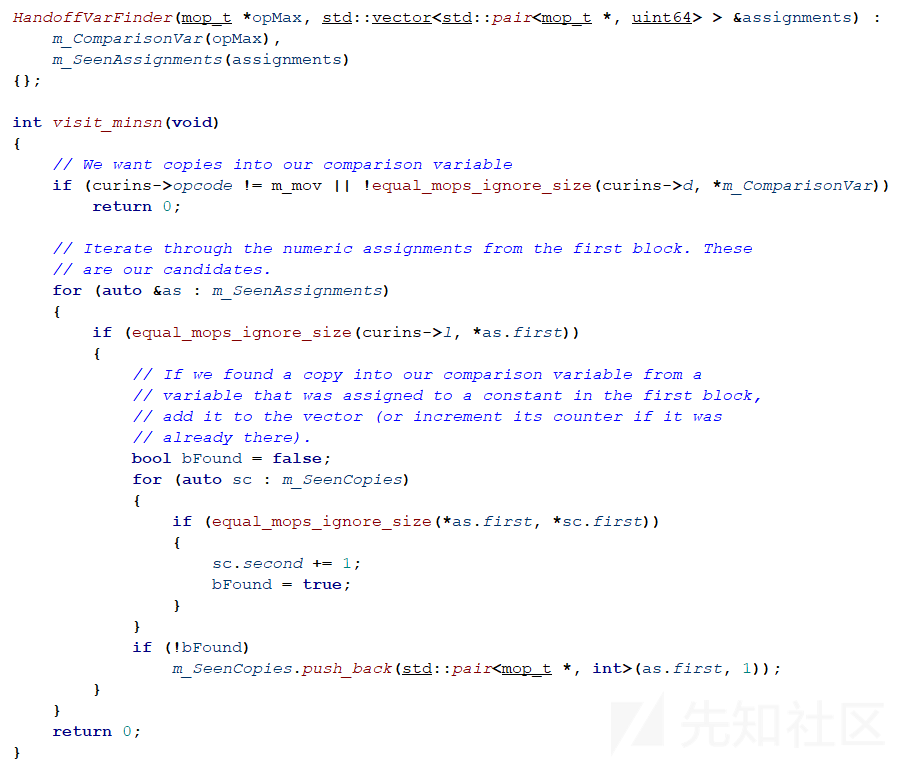 HandoffVarFinder(mop_t *opMax, std::vector<std::pair<mop_t *, uint64> > &assignments) :
    m_ComparisonVar(opMax),
    m_SeenAssignments(assignments)
{};

int visit_minsn(void)
{
    // We want copies into our comparison variable
    if (curins->opcode != m_mov || !equal_mops_ignore_size(curins->d, *m_ComparisonVar))
        return 0;

    // Iterate through the numeric assignments from the first block. These
    // are our candidates.
    for (auto &as : m_SeenAssignments)
    {
        if (equal_mops_ignore_size(curins->l, *as.first))
        {
            // If we found a copy into our comparison variable from a
            // variable that was assigned to a constant in the first block,
            // add it to the vector (or increment its counter if it was
            // already there).
            bool bFound = false;
            for (auto sc : m_SeenCopies)
            {
                if (equal_mops_ignore_size(*as.first, *sc.first))
                {
                    sc.second += 1;
                    bFound = true;
                }
            }
            if (!bFound)
                m_SeenCopies.push_back(std::pair<mop_t *, int>(as.first, 1));
        }
    }
    return 0;
}
先知社区